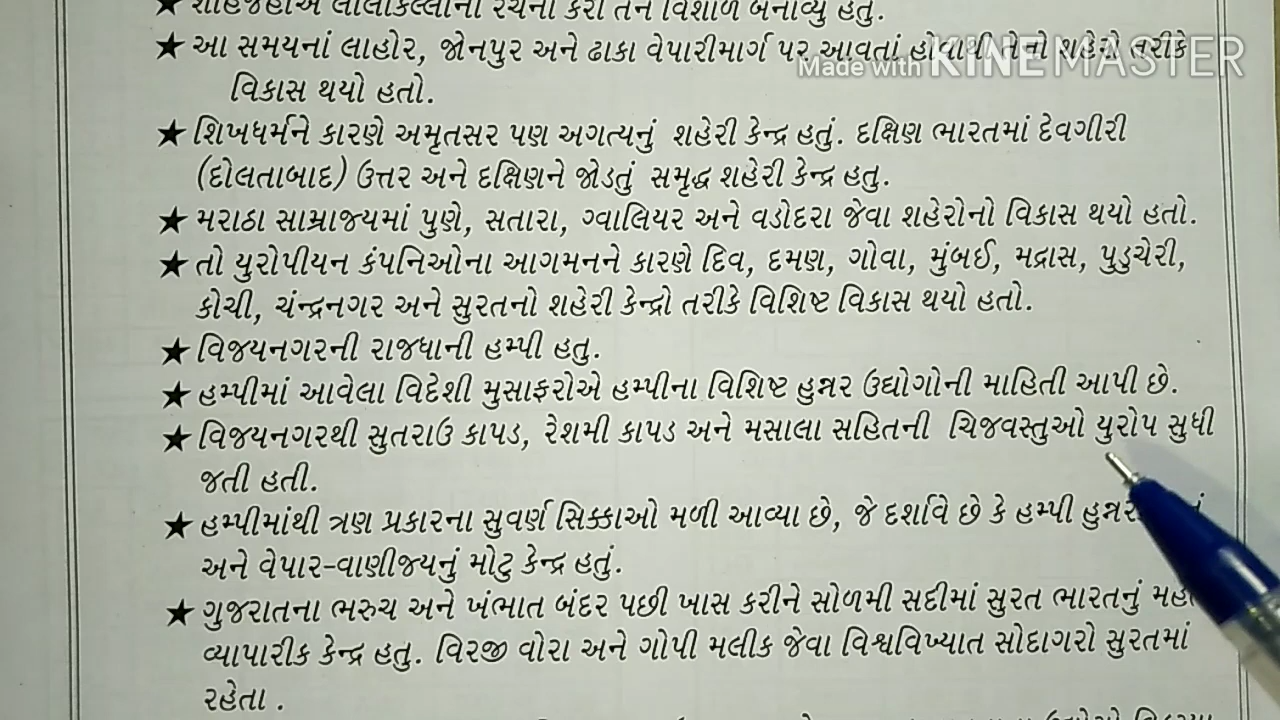 શાહજહાંએ લાલકિલ્લાની રચના કરી તેને વિશાળ બનાવ્યુ હતુ.
★ આ સમયનાં લાહોર, જોનપુર અને ઢાકા વેપારીમાર્ગ પર આવતાં હોવાથી તેનો શહેરો તરીકે
Made with KINEMASTER
વિકાસ થયો હતો.
★ શિખધર્મને કારણે અમૃતસર પણ અગત્યનું શહેરી કેન્દ્ર હતું. દક્ષિણ ભારતમાં દેવગીરી
(દોલતાબાદ) ઉત્તર અને દક્ષિણને જોડતું સમૃદ્ધ શહેરી કેન્દ્ર હતુ.
★ મરાઠા સામ્રાજ્યમાં પુણે, સતારા, ગ્વાલિયર અને વડોદરા જેવા શહેરોનો વિકાસ થયો હતો.
★ તો યુરોપીયન કંપનિઓના આગમનને કારણે દિવ, દમણ, ગોવા, મુંબઈ, મદ્રાસ, પુડુચેરી,
કોચી, ચંન્દ્રનગર અને સુરતનો શહેરી કેન્દ્રો તરીકે વિશિષ્ટ વિકાસ થયો હતો.
★ વિજયનગરની રાજધાની હમ્પી હતુ.
★ હમ્પીમાં આવેલા વિદેશી મુસાફરોએ હમ્પીના વિશિષ્ટ હુન્નર ઉદ્યોગોની માહિતી આપી છે.
★ વિજયનગરથી સુતરાઉ કાપડ, રેશમી કાપડ અને મસાલા સહિતની ચિજવસ્તુઓ યુરોપ સુધી
જતી હતી.
★ હમ્પીમાંથી ત્રણ પ્રકારના સુવર્ણ સિક્કાઓ મળી આવ્યા છે, જે દર્શાવે છે કે હમ્પી
અને વેપાર-વાણીજ્યનું મોટુ કેન્દ્ર હતું.
★ ગુજરાતના ભરુચ અને ખંભાત બંદર પછી ખાસ કરીને સોળમી સદીમાં સુરત ભારતનું
વ્યાપારીક કેન્દ્ર હતુ. વિરજી વોરા અને ગોપી મલીક જેવા વિશ્વવિખ્યાત સોદાગરો સુરતમાં
રહેતા .